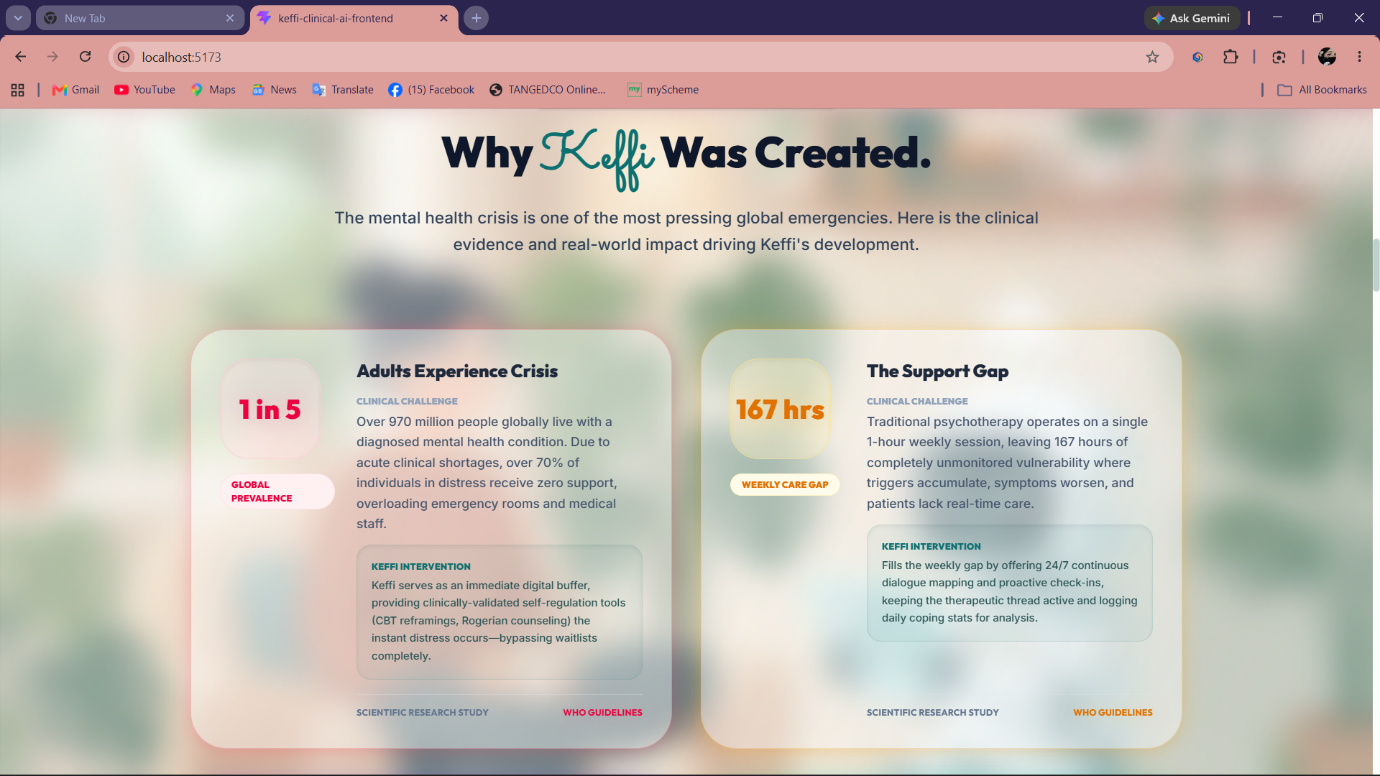 New Tab
keffi-clinical-ai-frontend
Ask Gemini
localhost:5173
Gmail
YouTube
Maps
News
Translate
(15) Facebook
TANGEDCO Online...
myScheme
All Bookmarks
Why Keffi Was Created.
The mental health crisis is one of the most pressing global emergencies. Here is the clinical
evidence and real-world impact driving Keffi's development.
1 in 5
GLOBAL
PREVALENCE
Adults Experience Crisis
CLINICAL CHALLENGE
Over 970 million people globally live with a
diagnosed mental health condition. Due to
acute clinical shortages, over 70% of
individuals in distress receive zero support,
overloading emergency rooms and medical
staff.
KEFFI INTERVENTION
Keffi serves as an immediate digital buffer,
providing clinically-validated self-regulation tools
(CBT reframings, Rogerian counseling) the
instant distress occurs—bypassing waitlists
completely.
SCIENTIFIC RESEARCH STUDY
WHO GUIDELINES
167 hrs
WEEKLY CARE GAP
The Support Gap
CLINICAL CHALLENGE
Traditional psychotherapy operates on a single
1-hour weekly session, leaving 167 hours of
completely unmonitored vulnerability where
triggers accumulate, symptoms worsen, and
patients lack real-time care.
KEFFI INTERVENTION
Fills the weekly gap by offering 24/7 continuous
dialogue mapping and proactive check-ins,
keeping the therapeutic thread active and logging
daily coping stats for analysis.
SCIENTIFIC RESEARCH STUDY
WHO GUIDELINES